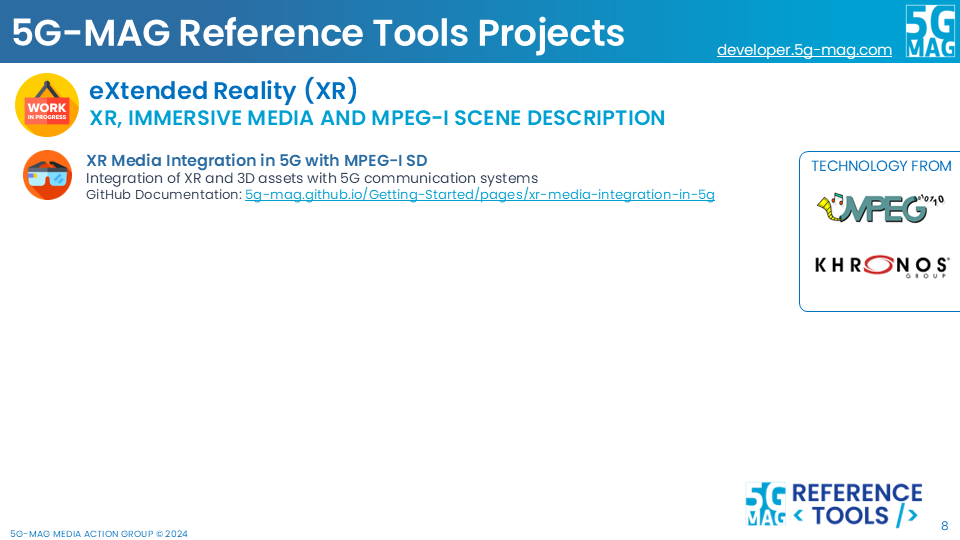 5G-MAG Reference Tools Projects
developer.5g-mag.com
5G
MAG
WORK
IN PROGRESS
eXtended Reality (XR)
XR, IMMERSIVE MEDIA AND MPEG-I SCENE DESCRIPTION
XR Media Integration in 5G with MPEG-I SD
Integration of XR and 3D assets with 5G communication systems
GitHub Documentation: 5g-mag.github.io/Getting-Started/pages/xr-media-integration-in-5g
TECHNOLOGY FROM
MPEG
KHRONOS®
GROUP
5G
MAG
REFERENCE
< TOOLS />
5G-MAG MEDIA ACTION GROUP © 2024
8